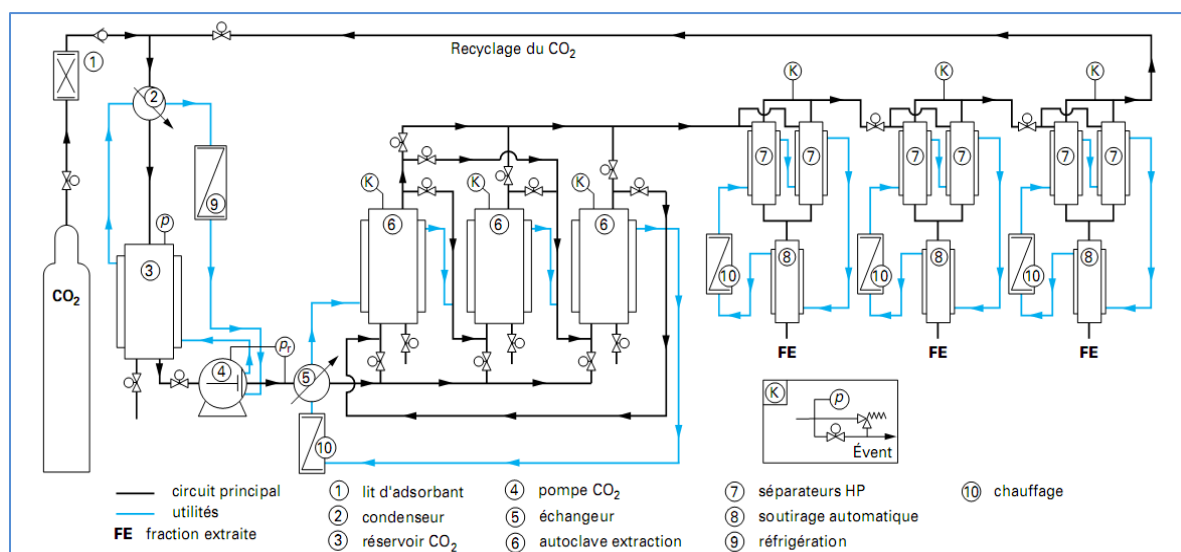 Recyclage du CO2
1
K
K
K
2
7
7
7
7
7
7
9
K
K
K
p
6
6
6
3
CO2
10
10
10
8
8
8
pr
4
5
FE
FE
FE
K
p
10
Évent
circuit principal
utilités
FE fraction extraite
1 lit d'adsorbant
2 condenseur
3 réservoir CO2
4 pompe CO2
5 échangeur
6 autoclave extraction
7 séparateurs HP
8 soutirage automatique
9 réfrigération
10 chauffage